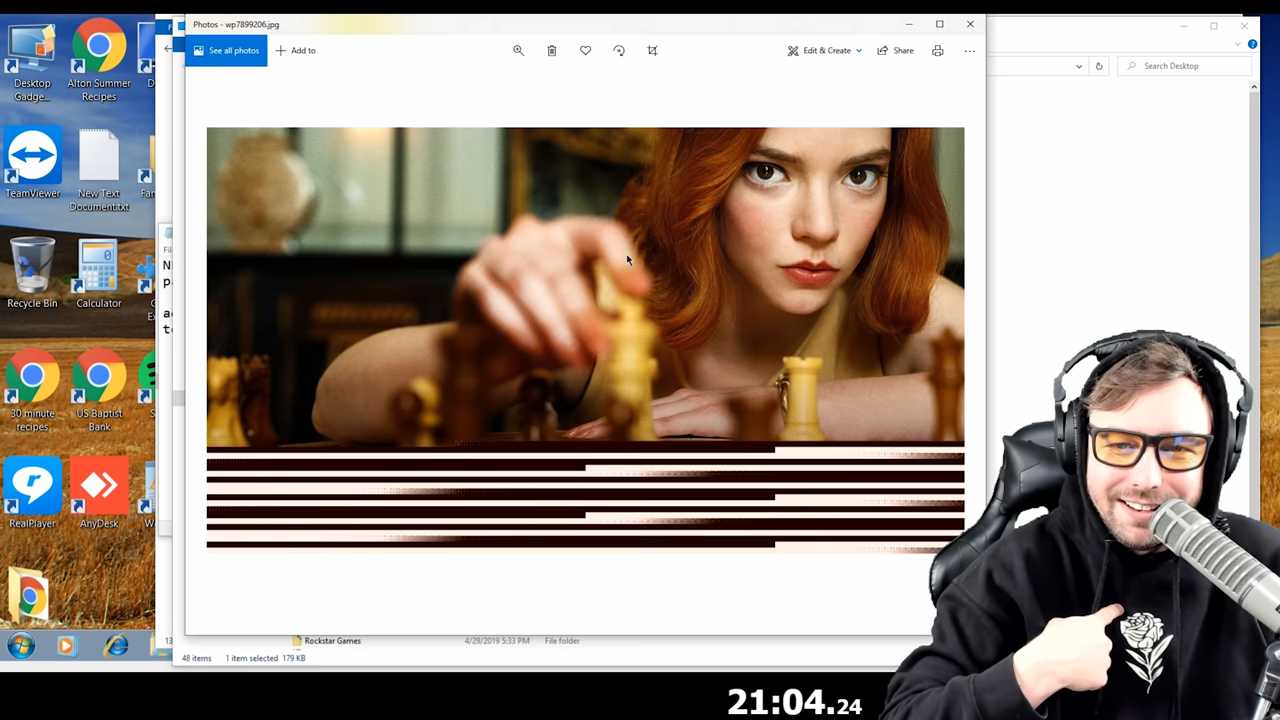 Photos - wp7899206.jpg
See all photos
Add to
Edit & Create
Share
Search Desktop
Desktop Gadge...
Alton Summer Recipes
D
TeamViewer
New Text Document.txt
Fan
Recycle Bin
Calculator
30 minute recipes
US Baptist Bank
S
RealPlayer
AnyDesk
W
Rockstar Games
4/29/2019 5:33 PM
File folder
48 items
1 item selected
179 KB
21:04.24